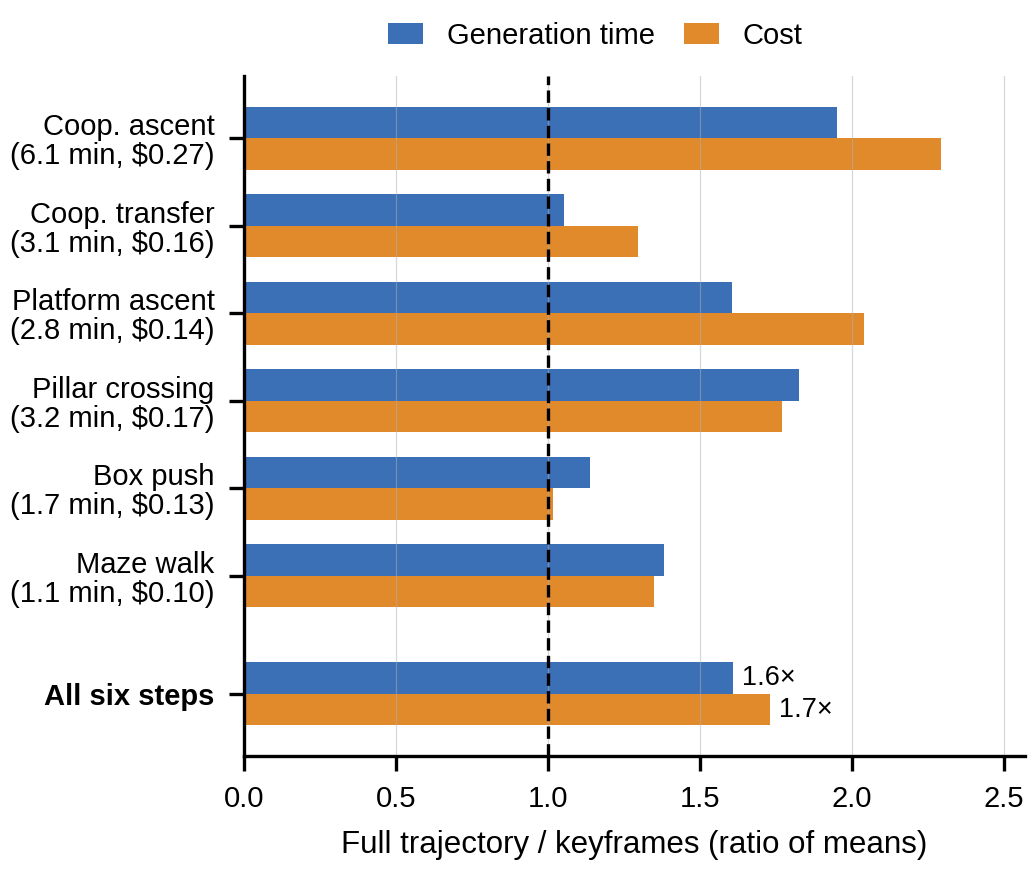 Generation time
Cost
Coop. ascent
(6.1 min, $0.27)
Coop. transfer
(3.1 min, $0.16)
Platform ascent
(2.8 min, $0.14)
Pillar crossing
(3.2 min, $0.17)
Box push
(1.7 min, $0.13)
Maze walk
(1.1 min, $0.10)
All six steps
1.6×
1.7×
0.0 0.5 1.0 1.5 2.0 2.5
Full trajectory / keyframes (ratio of means)